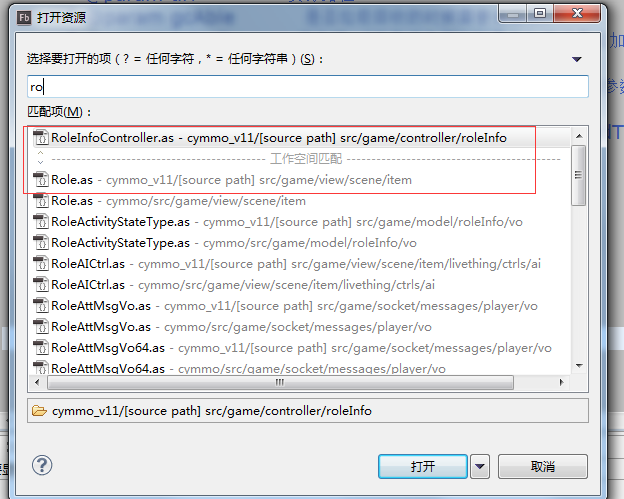 Fb 打开资源
选择要打开的项（? = 任何字符，* = 任何字符串）(S)：
ro
匹配项(M)：
RoleInfoController.as - cymmo_v11/[source path] src/game/controller/roleInfo
工作空间匹配
Role.as - cymmo_v11/[source path] src/game/view/scene/item
Role.as - cymmo/src/game/view/scene/item
RoleActivityStateType.as - cymmo_v11/[source path] src/game/model/roleInfo/vo
RoleActivityStateType.as - cymmo/src/game/model/roleInfo/vo
RoleAICtrl.as - cymmo_v11/[source path] src/game/view/scene/item/livething/ctrls/ai
RoleAICtrl.as - cymmo/src/game/view/scene/item/livething/ctrls/ai
RoleAttMsgVo.as - cymmo_v11/[source path] src/game/socket/messages/player/vo
RoleAttMsgVo.as - cymmo/src/game/socket/messages/player/vo
RoleAttMsgVo64.as - cymmo_v11/[source path] src/game/socket/messages/player/vo
RoleAttMsgVo64.as - cymmo/src/game/socket/messages/player/vo
cymmo_v11/[source path] src/game/controller/roleInfo
?
打开
取消
加
参数